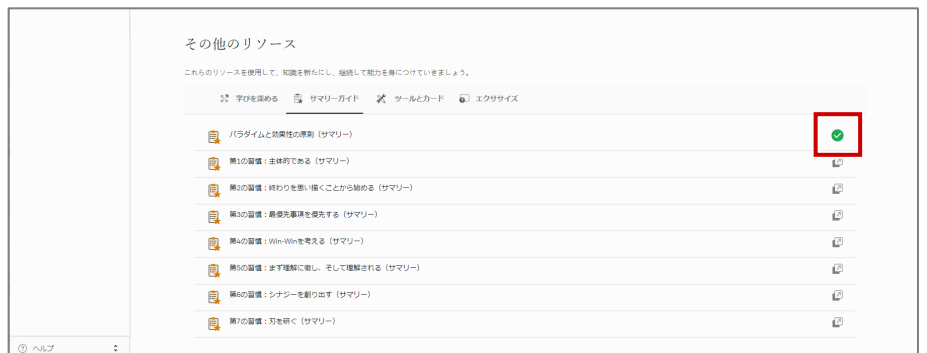 その他のリソース
これらのリソースを使用して、知識を新たにし、継続して能力を身につけていきましょう。
学びを深める サマリーガイド ツールとカード エクササイズ
パラダイムと効果性の原則（サマリー）
第1の習慣：主体的である（サマリー）
第2の習慣：終わりを思い描くことから始める（サマリー）
第3の習慣：最優先事項を優先する（サマリー）
第4の習慣：Win-Winを考える（サマリー）
第5の習慣：まず理解に徹し、そして理解される（サマリー）
第6の習慣：シナジーを創り出す（サマリー）
第7の習慣：刃を研ぐ（サマリー）
ヘルプ